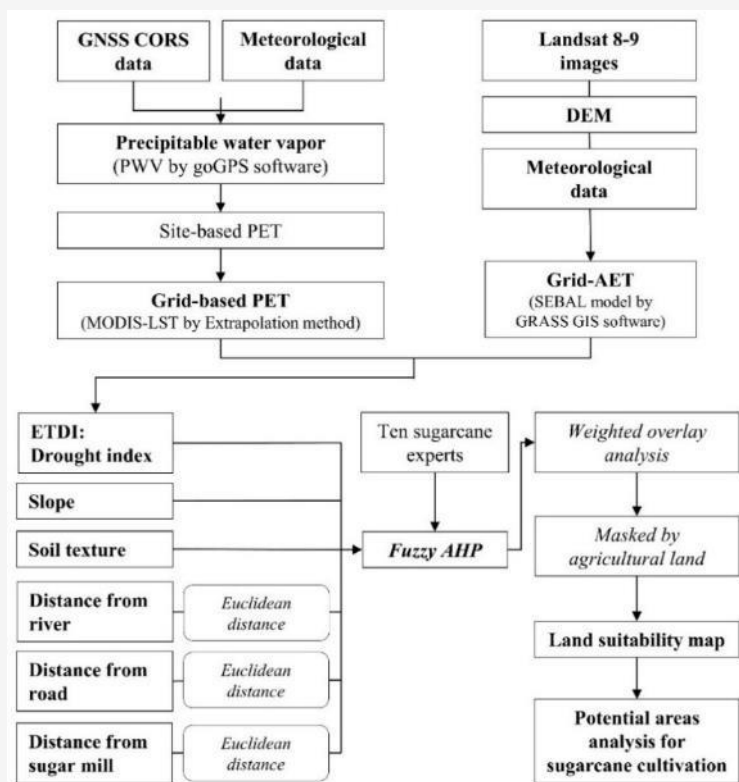 GNSS CORS
data
Meteorological
data
Precipitable water vapor
(PWV by goGPS software)
Site-based PET
Grid-based PET
(MODIS-LST by Extrapolation method)
Landsat 8-9
images
DEM
Meteorological
data
Grid-AET
(SEBAL model by
GRASS GIS software)
ETDI:
Drought index
Slope
Soil texture
Distance from
river
Euclidean
distance
Distance from
road
Euclidean
distance
Distance from
sugar mill
Euclidean
distance
Ten sugarcane
experts
Fuzzy AHP
Weighted overlay
analysis
Masked by
agricultural land
Land suitability map
Potential areas
analysis for
sugarcane cultivation